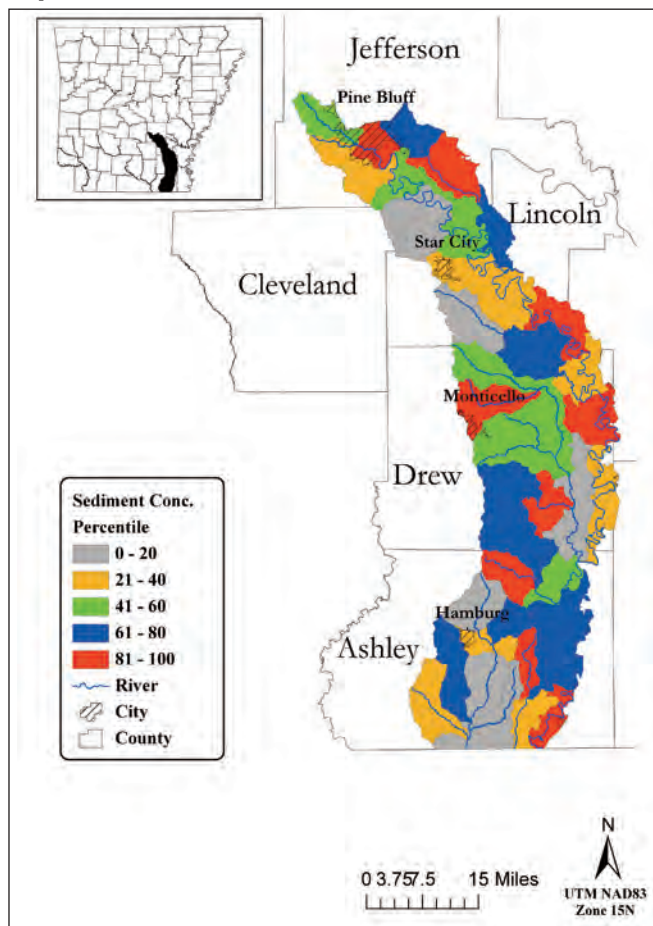 Jefferson
Pine Bluff
Lincoln
Star City
Cleveland
Monticello
Drew
Hamburg
Ashley
Sediment Conc.
Percentile
0 - 20
21 - 40
41 - 60
61 - 80
81 - 100
River
City
County
N
0 3.757.5 15 Miles
UTM NAD83
Zone 15N